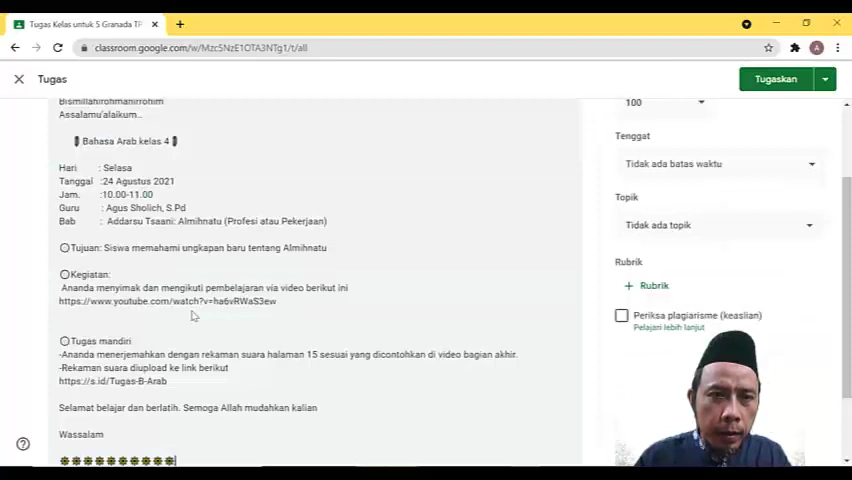 Tugas Kelas untuk 5 Granada TP
classroom.google.com/w/Mzc5NzE1OTA3NTg1/t/all
A
Tugas
Tugaskan
Bismillahirohmahirrohim
Assalamu'alaikum..
Bahasa Arab kelas 4
Hari : Selasa
Tanggal :24 Agustus 2021
Jam. :10.00-11.00
Guru : Agus Sholich, S.Pd
Bab : Addarsu Tsaani: Almihnatu (Profesi atau Pekerjaan)
Tujuan: Siswa memahami ungkapan baru tentang Almihnatu
Kegiatan:
Ananda menyimak dan mengikuti pembelajaran via video berikut ini
https://www.youtube.com/watch?v=ha6vRWaS3ew
Tugas mandiri
-Ananda menerjemahkan dengan rekaman suara halaman 15 sesuai yang dicontohkan di video bagian akhir.
-Rekaman suara diupload ke link berikut
https://s.id/Tugas-B-Arab
Selamat belajar dan berlatih. Semoga Allah mudahkan kalian
Wassalam
100
Tenggat
Tidak ada batas waktu
Topik
Tidak ada topik
Rubrik
+ Rubrik
Periksa plagiarisme (keaslian)
Pelajari lebih lanjut